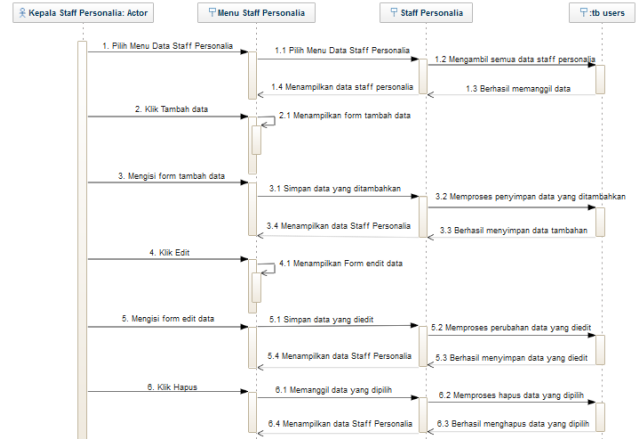 Kepala Staff Personalia: Actor
Menu Staff Personalia
Staff Personalia
:tb users
1. Pilih Menu Data Staff Personalia
1.1 Pilih Menu Data Staff Personalia
1.2 Mengambil semua data staff personalia
1.4 Menampilkan data staff personalia
1.3 Berhasil memanggil data
2. Klik Tambah data
2.1 Menampilkan form tambah data
3. Mengisi form tambah data
3.1 Simpan data yang ditambahkan
3.2 Memproses penyimpan data yang ditambahkan
3.4 Menampilkan data Staff Personalia
3.3 Berhasil menyimpan data tambahan
4. Klik Edit
4.1 Menampilkan Form endit data
5. Mengisi form edit data
5.1 Simpan data yang diedit
5.2 Memproses perubahan data yang diedit
5.4 Menampilkan data Staff Personalia
5.3 Berhasil menyimpan data yang diedit
6. Klik Hapus
6.1 Memanggil data yang dipilih
6.2 Memproses hapus data yang dipilih
6.4 Menampilkan data Staff Personalia
6.3 Berhasil menghapus data yang dipilih